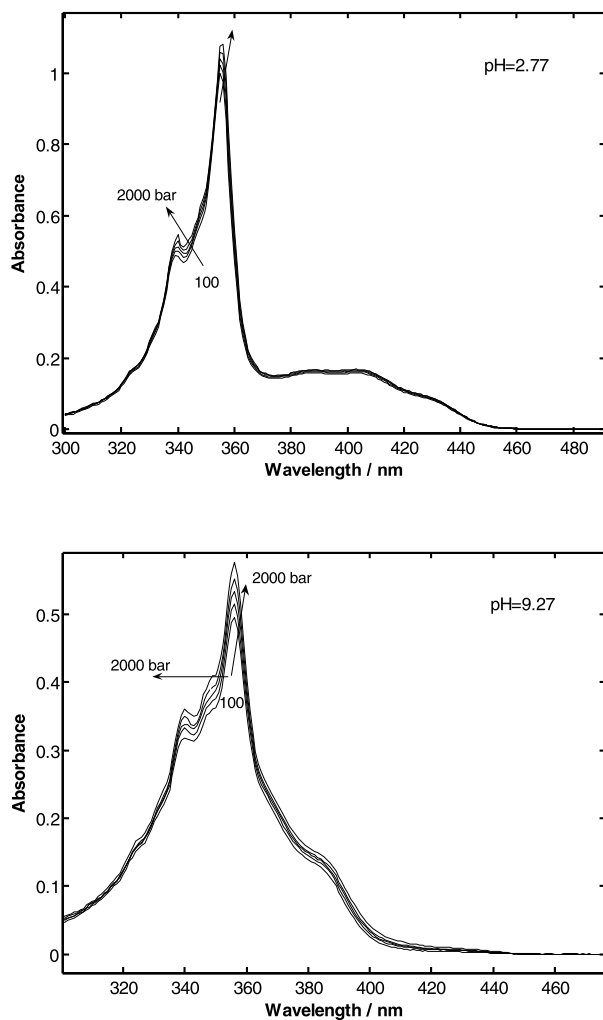 pH=2.77
1
0.8
0.6
0.4
0.2
0
Absorbance
2000 bar
100
300 320 340 360 380 400 420 440 460 480
Wavelength / nm
pH=9.27
0.5
0.4
0.3
0.2
0.1
0
Absorbance
2000 bar
2000 bar
100
320 340 360 380 400 420 440 460
Wavelength / nm